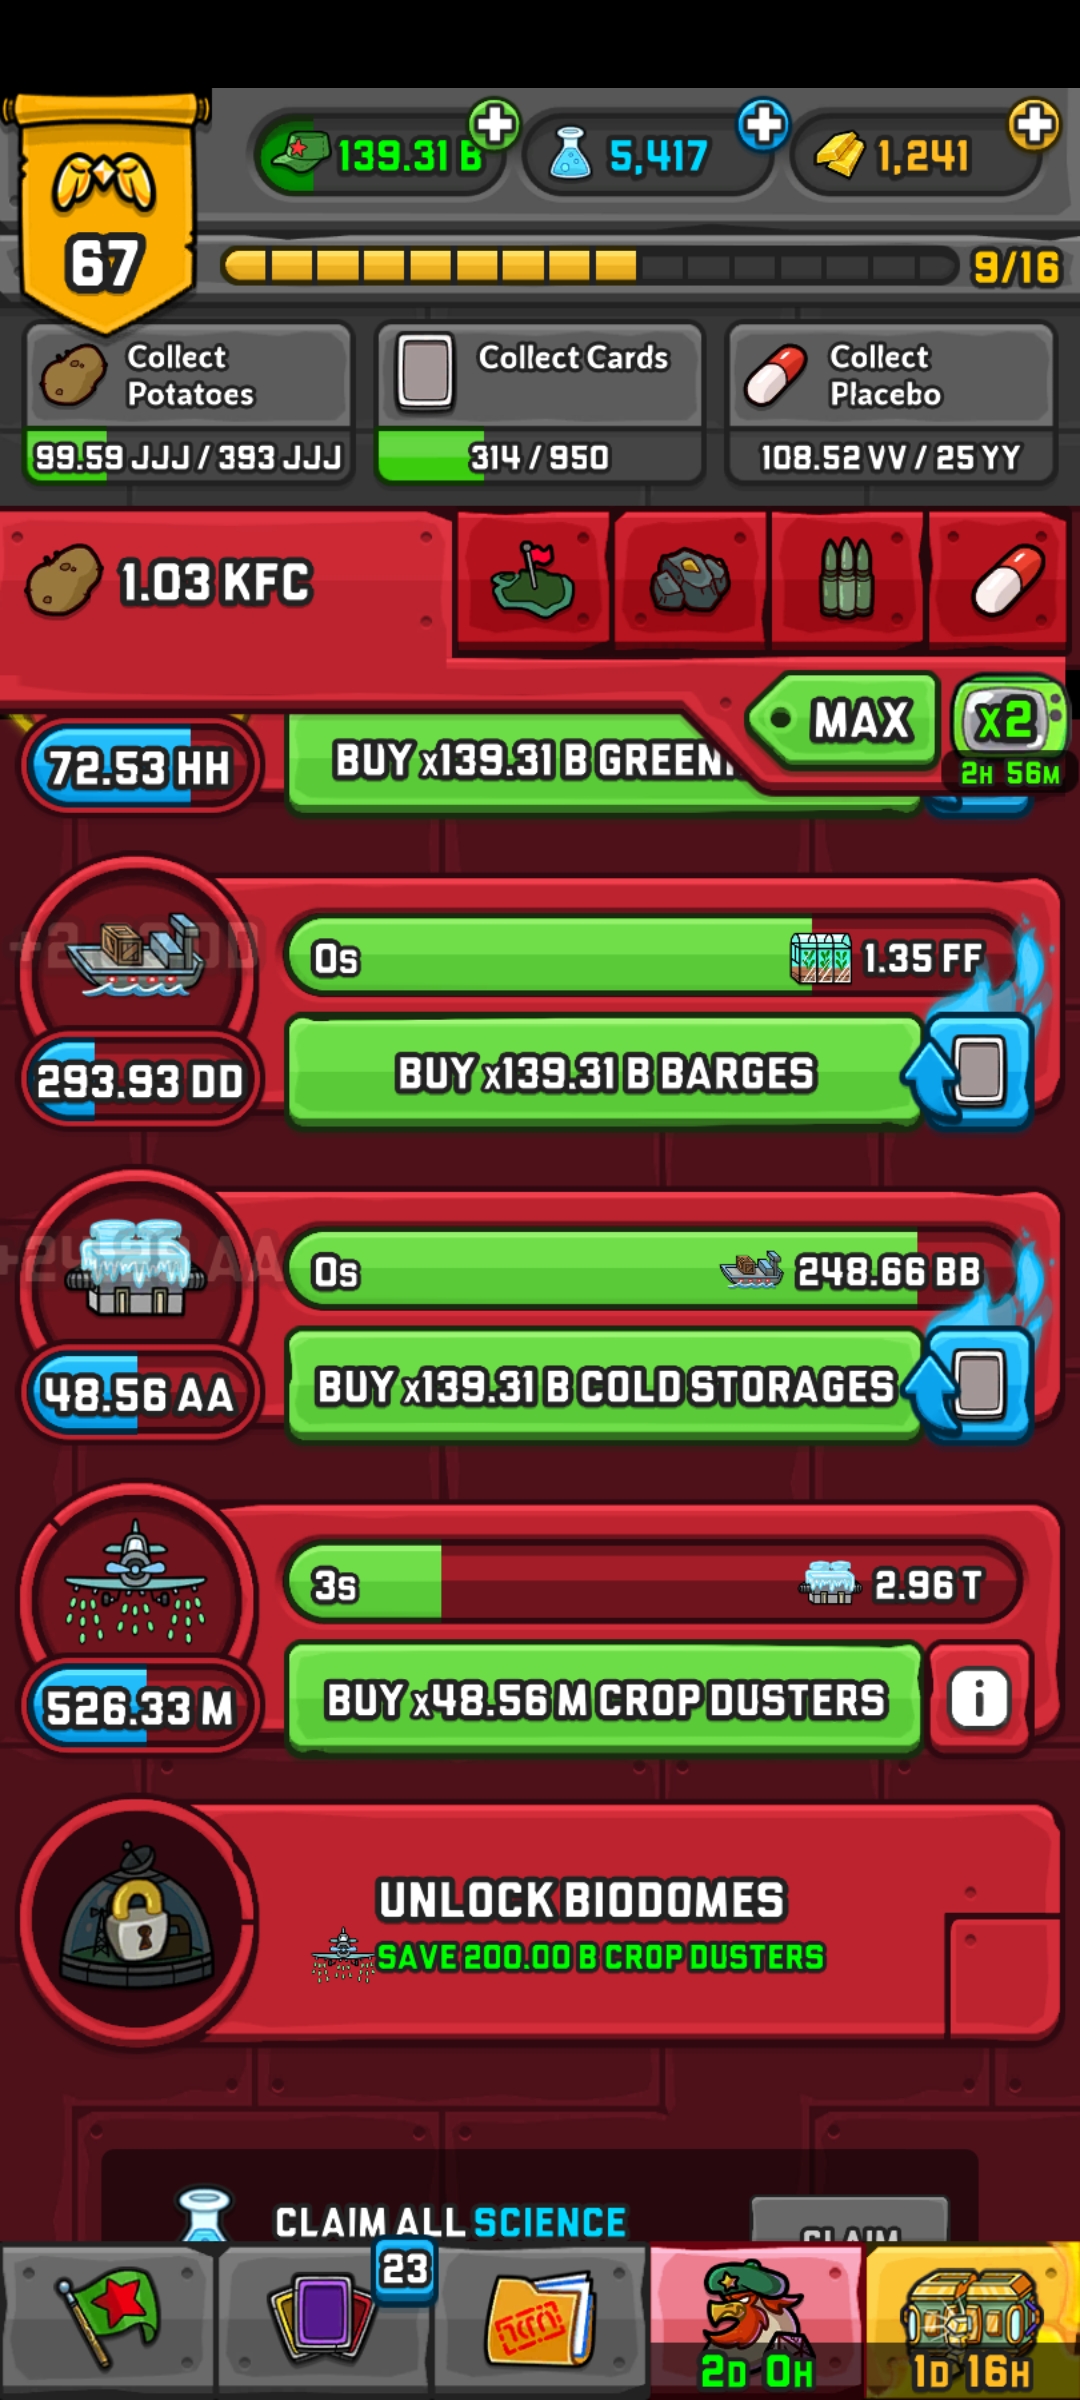 139.31 B
5,417
1,241
67
9/16
Collect
Potatoes
99.59 JJJ / 393 JJJ
Collect Cards
314 / 950
Collect
Placebo
108.52 VV / 25 YY
1.03 KFC
MAX
x2
2H 56M
72.53 HH
BUY x139.31 B
0s
1.35 FF
293.93 DD
BUY x139.31 B BARGES
0s
248.66 BB
48.56 AA
BUY x139.31 B COLD STORAGES
3s
2.96 T
526.33 M
BUY x48.56 M CROP DUSTERS
i
UNLOCK BIODOMES
SAVE 200.00 B CROP DUSTERS
CLAIM ALL SCIENCE
CLAIM
23
2D 0H
1D 16H